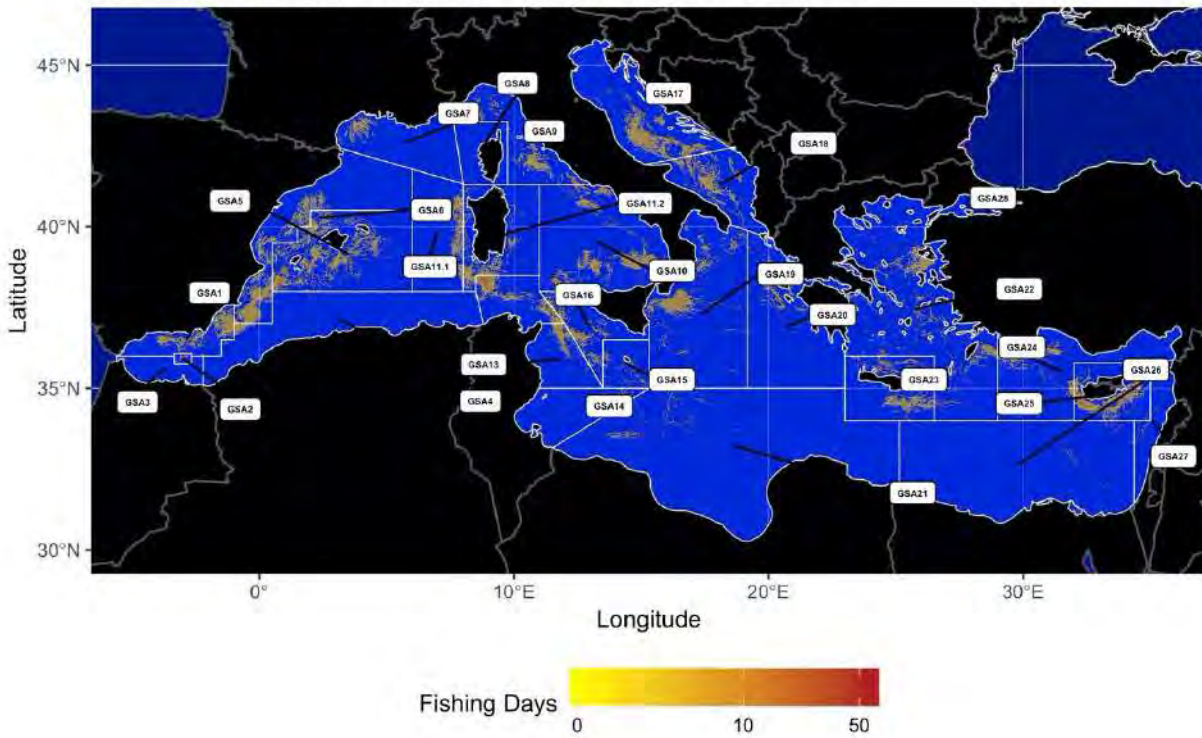 45°N
40°N
35°N
30°N
Latitude
GSA8
GSA7
GSA9
GSA17
GSA18
GSA5
GSA6
GSA11.2
GSA28
GSA11.1
GSA10
GSA19
GSA1
GSA16
GSA20
GSA22
GSA13
GSA15
GSA23
GSA24
GSA26
GSA3
GSA2
GSA4
GSA14
GSA25
GSA27
GSA21
0°
10°E
20°E
30°E
Longitude
Fishing Days
0
10
50